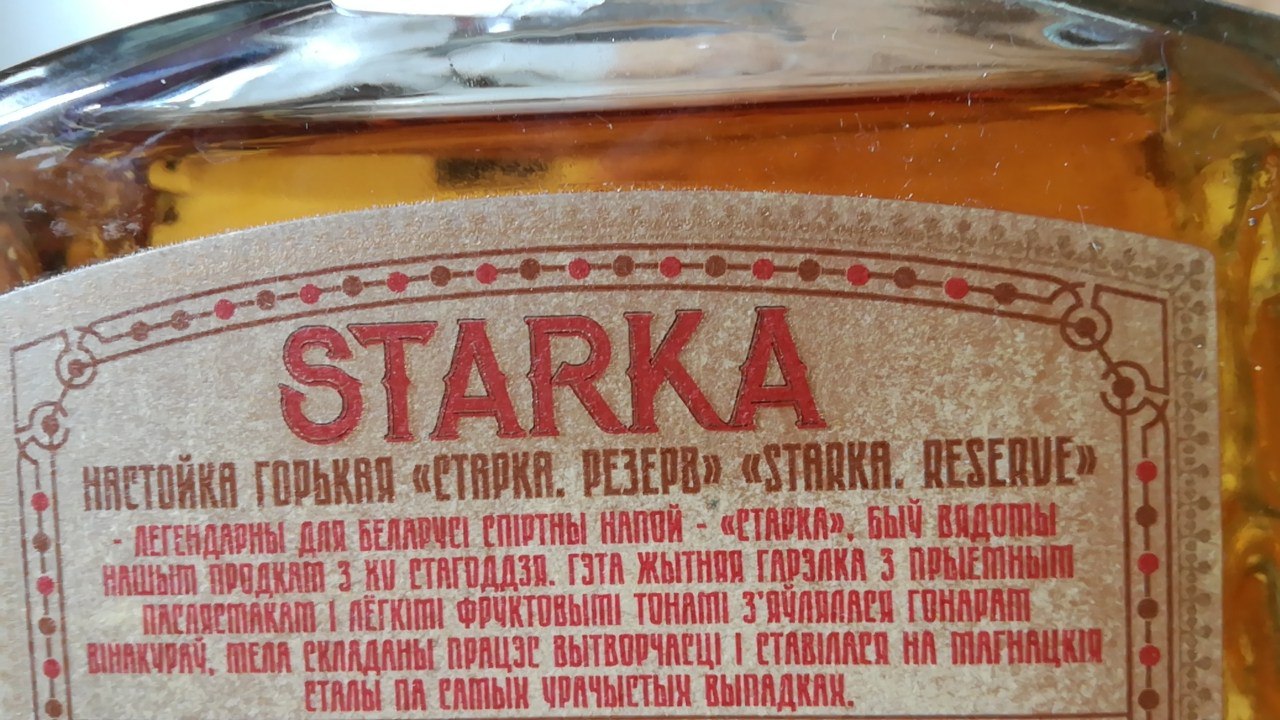 STARKA
НАСТОЙКА ГОРЬКАЯ «СТАРКА. РЕЗЕРВ» «STARKA. RESERVE»
- ЛЕГЕНДАРНЫ ДЛЯ БЕЛАРУСІ СПІРТНЫ НАПОЙ - «СТАРКА», БЫЎ ВЯДОМЫ
НАШЫМ ПРОДКАМ З XV СТАГОДДЗЯ. ГЭТА ЖЫТНЯЯ ГАРЭЛКА З ПРЫЕМНЫМ
ПАСЛЯСМАКАМ І ЛЁГКІМІ ФРУКТОВЫМІ ТОНАМІ З'ЯЎЛЯЛАСЯ ГОНАРАМ
ВІНАКУРАЎ, МЕЛА СКЛАДАНЫ ПРАЦЭС ВЫТВОРЧАСЦІ І СТАВІЛАСЯ НА МАГНАЦКІЯ
СТАЛЫ ПА САМЫХ УРАЧЫСТЫХ ВЫПАДКАХ.